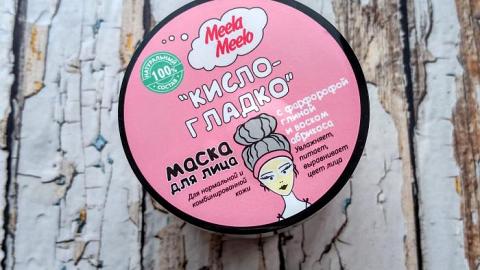 Meela
Meelo
НАТУРАЛЬНЫЙ
100%
СОСТАВ
"КИСЛО-
ГЛАДКО"
с фарфоровой
глиной
и воском
абрикоса
МАСКА
ДЛЯ ЛИЦА
Для нормальной и
комбинированной
кожи
Увлажняет,
питает,
выравнивает
цвет лица